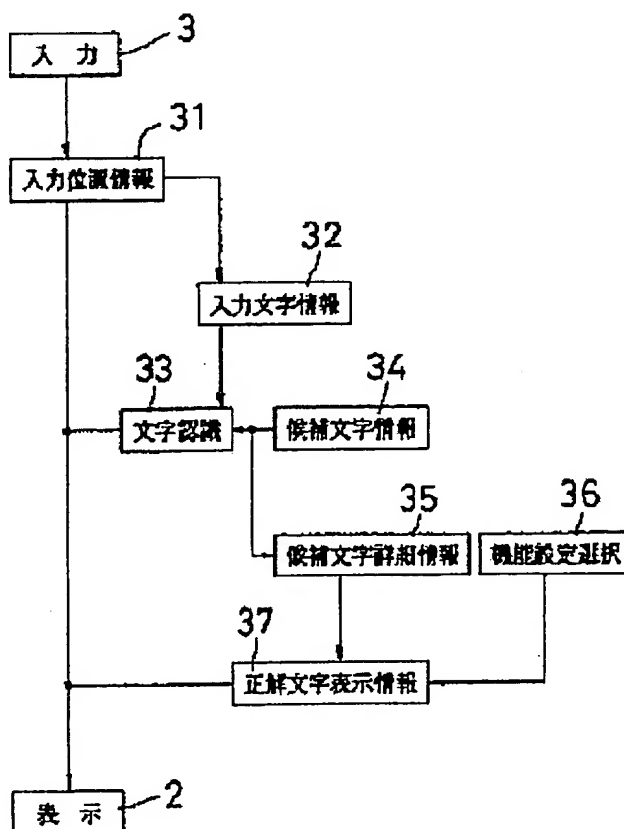 3
入力
31
入力位置情報
32
入力文字情報
33
34
文字認識
候補文字情報
35
36
候補文字詳細情報
機能設定選択
37
正解文字表示情報
表示
2